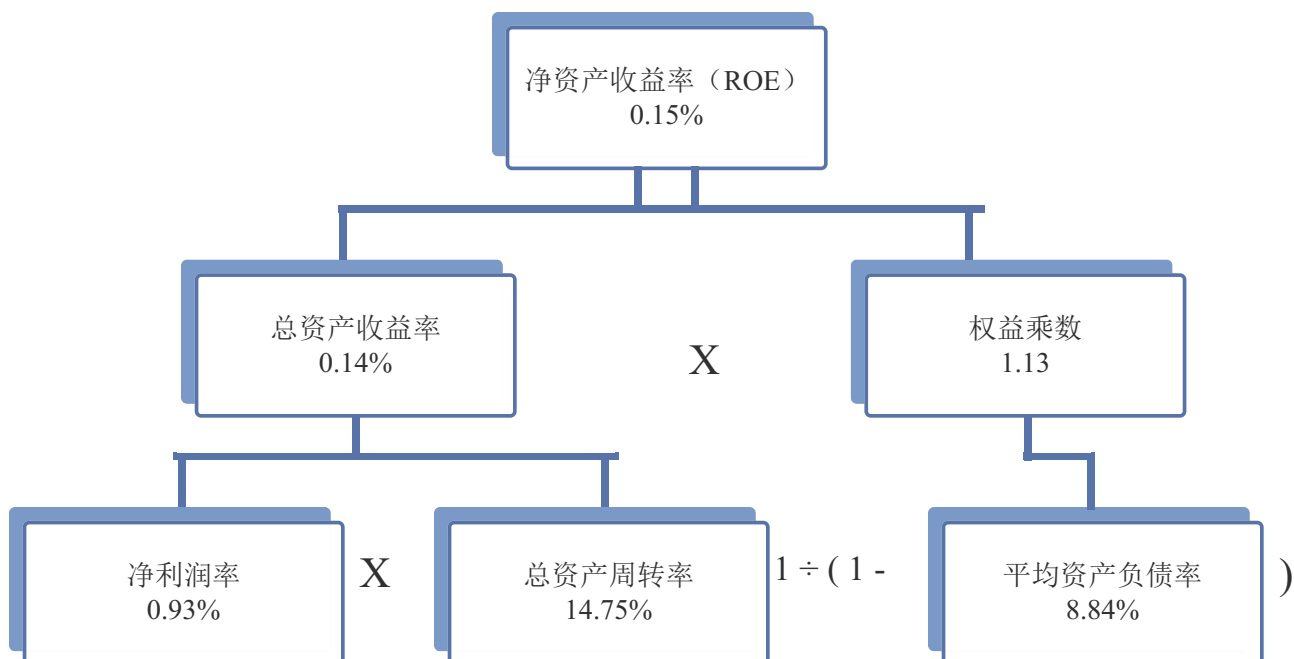 净资产收益率（ROE）
0.15%
总资产收益率
0.14%
X
权益乘数
1.13
净利润率
0.93%
X
总资产周转率
14.75%
1 ÷ ( 1 -
平均资产负债率
8.84%
)